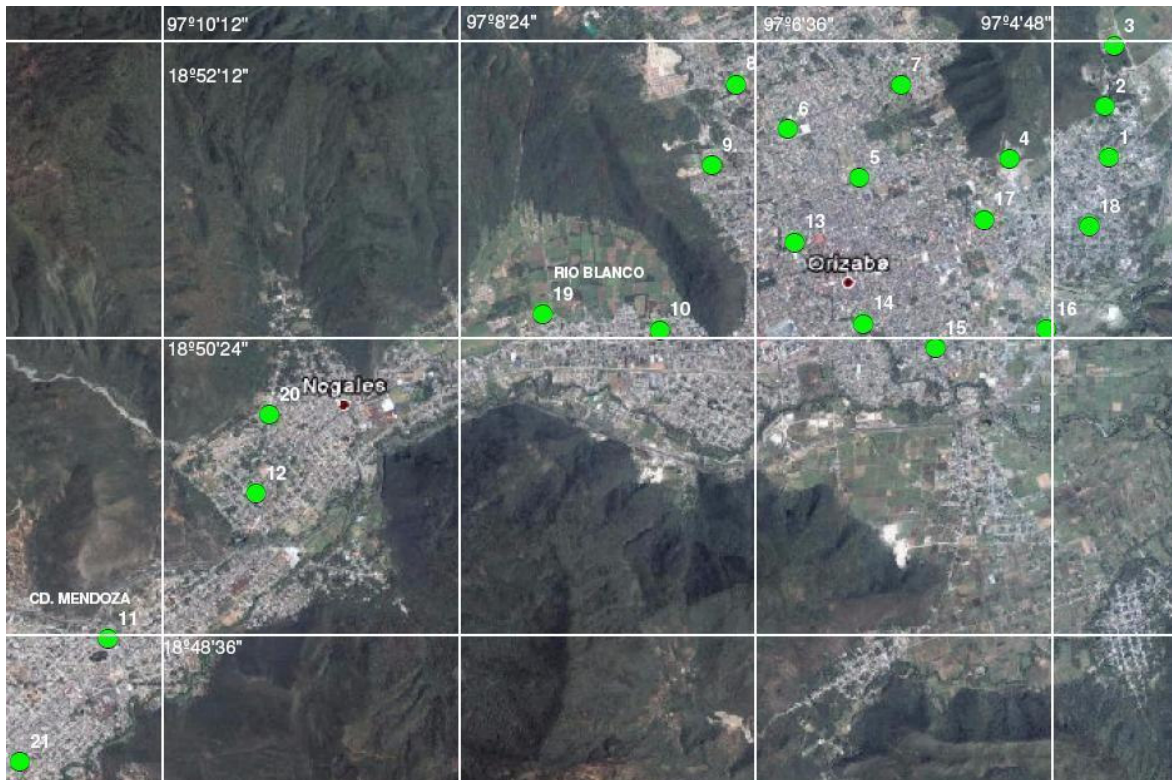 97º10'12"
97º8'24"
97º6'36"
97º4'48"
3
18º52'12"
8
7
2
6
9
5
4
1
17
18
13
RIO BLANCO
Orizaba
19
10
14
16
15
18º50'24"
Nogales
20
12
CD. MENDOZA
11
18º48'36"
21